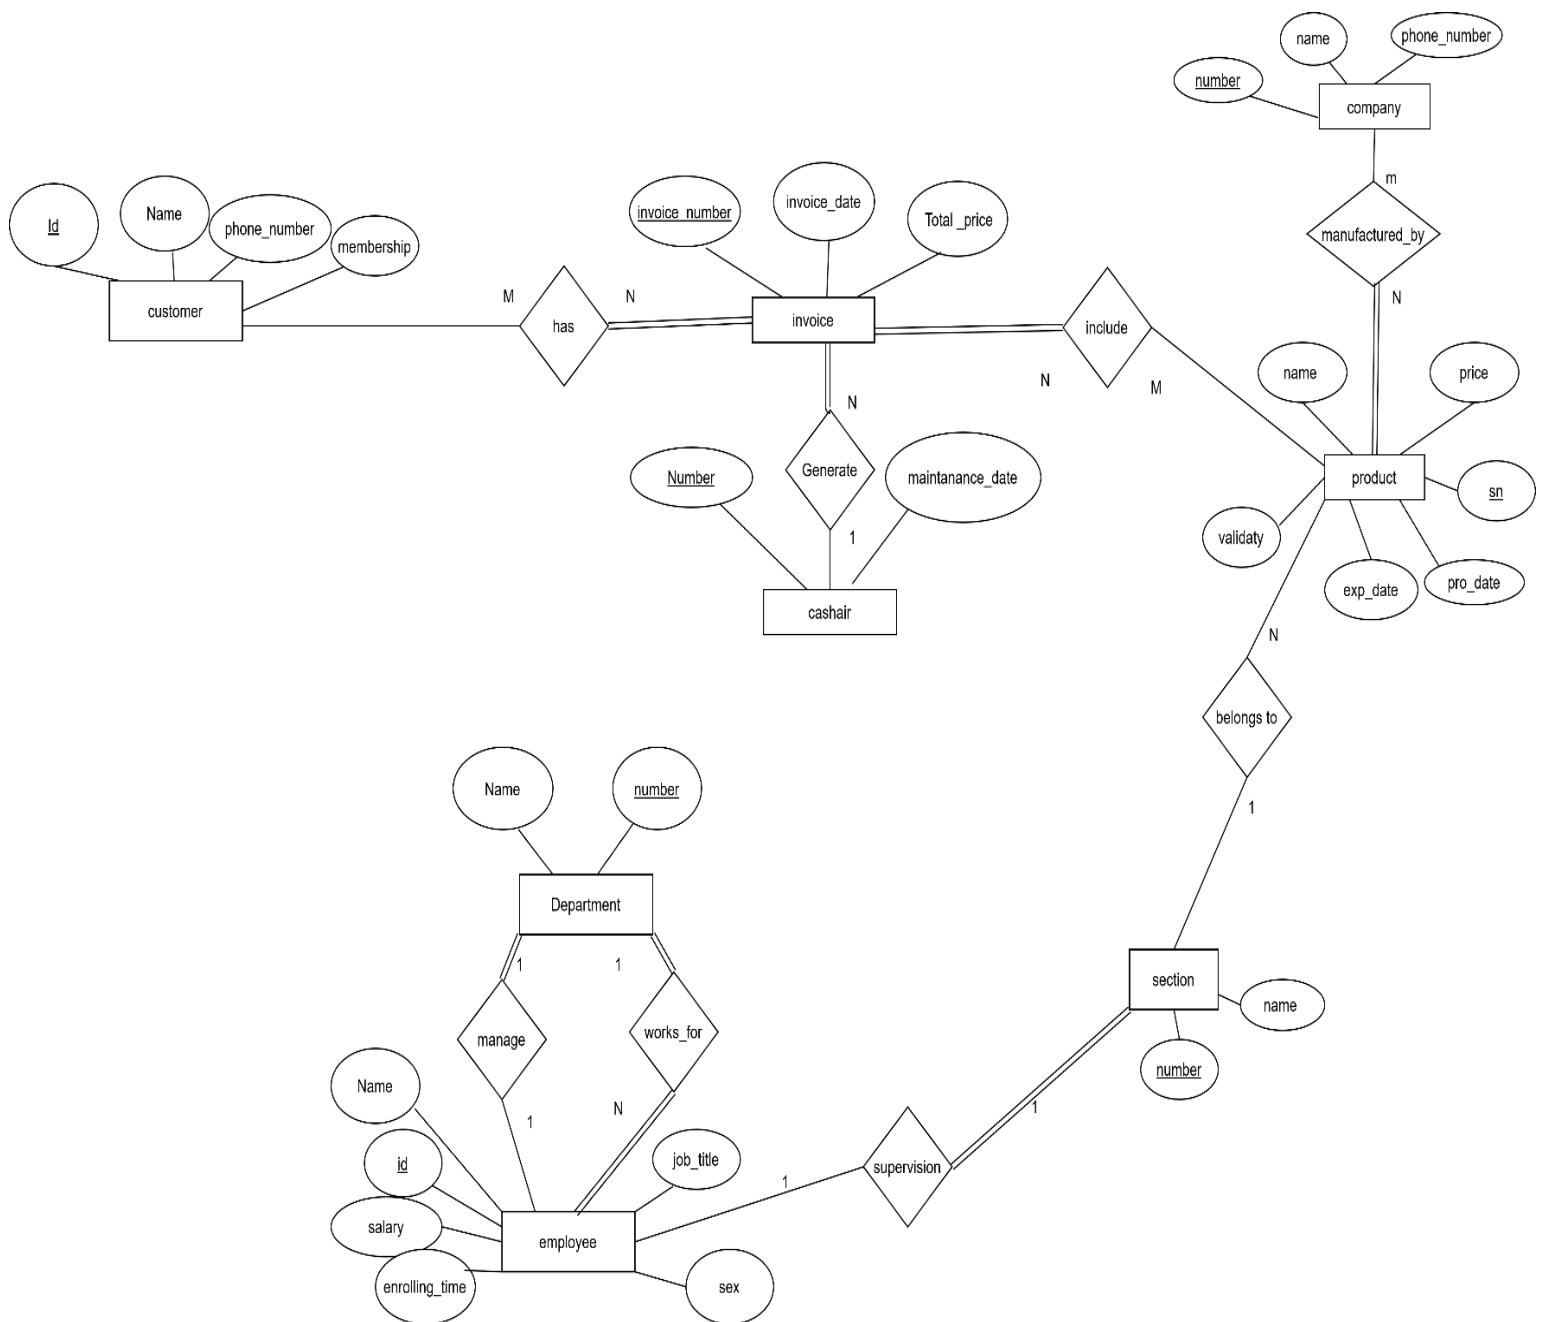 name
phone_number
number
company
m
manufactured_by
N
Id
Name
phone_number
membership
customer
M
has
N
invoice_number
invoice_date
Total _price
invoice
include
N
M
N
Generate
1
Number
maintanance_date
cashair
name
price
product
sn
validaty
exp_date
pro_date
N
belongs to
1
section
name
number
Name
number
Department
1
1
manage
works_for
1
N
Name
id
salary
enrolling_time
job_title
employee
sex
1
supervision
1